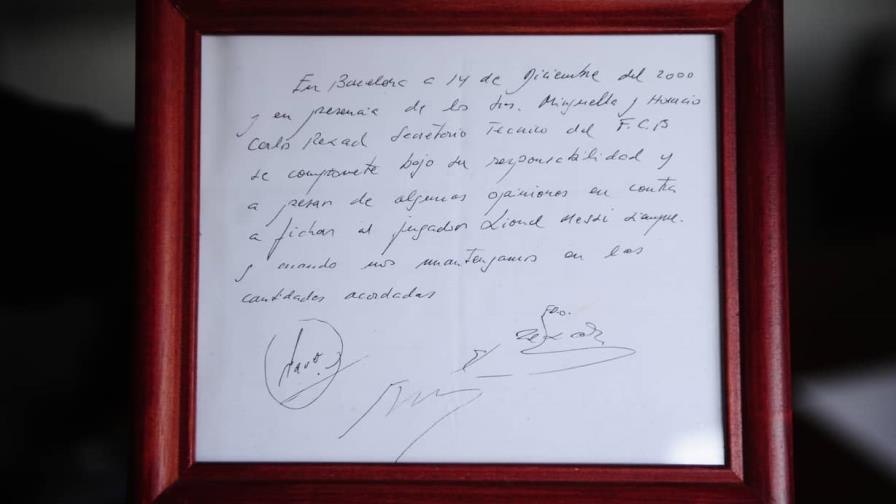 En Barcelona a 14 de Diciembre del 2000
y en presencia de los Srs. Minguella y Horacio
Carlos Rexach Secretario Tecnico del F.C.B
se compromete bajo su responsabilidad y
a pesar de algunas opiniones en contra
a fichar al jugador Lionel Messi siempre.
y cuando nos mantengamos en las
cantidades acordadas
Fdo.